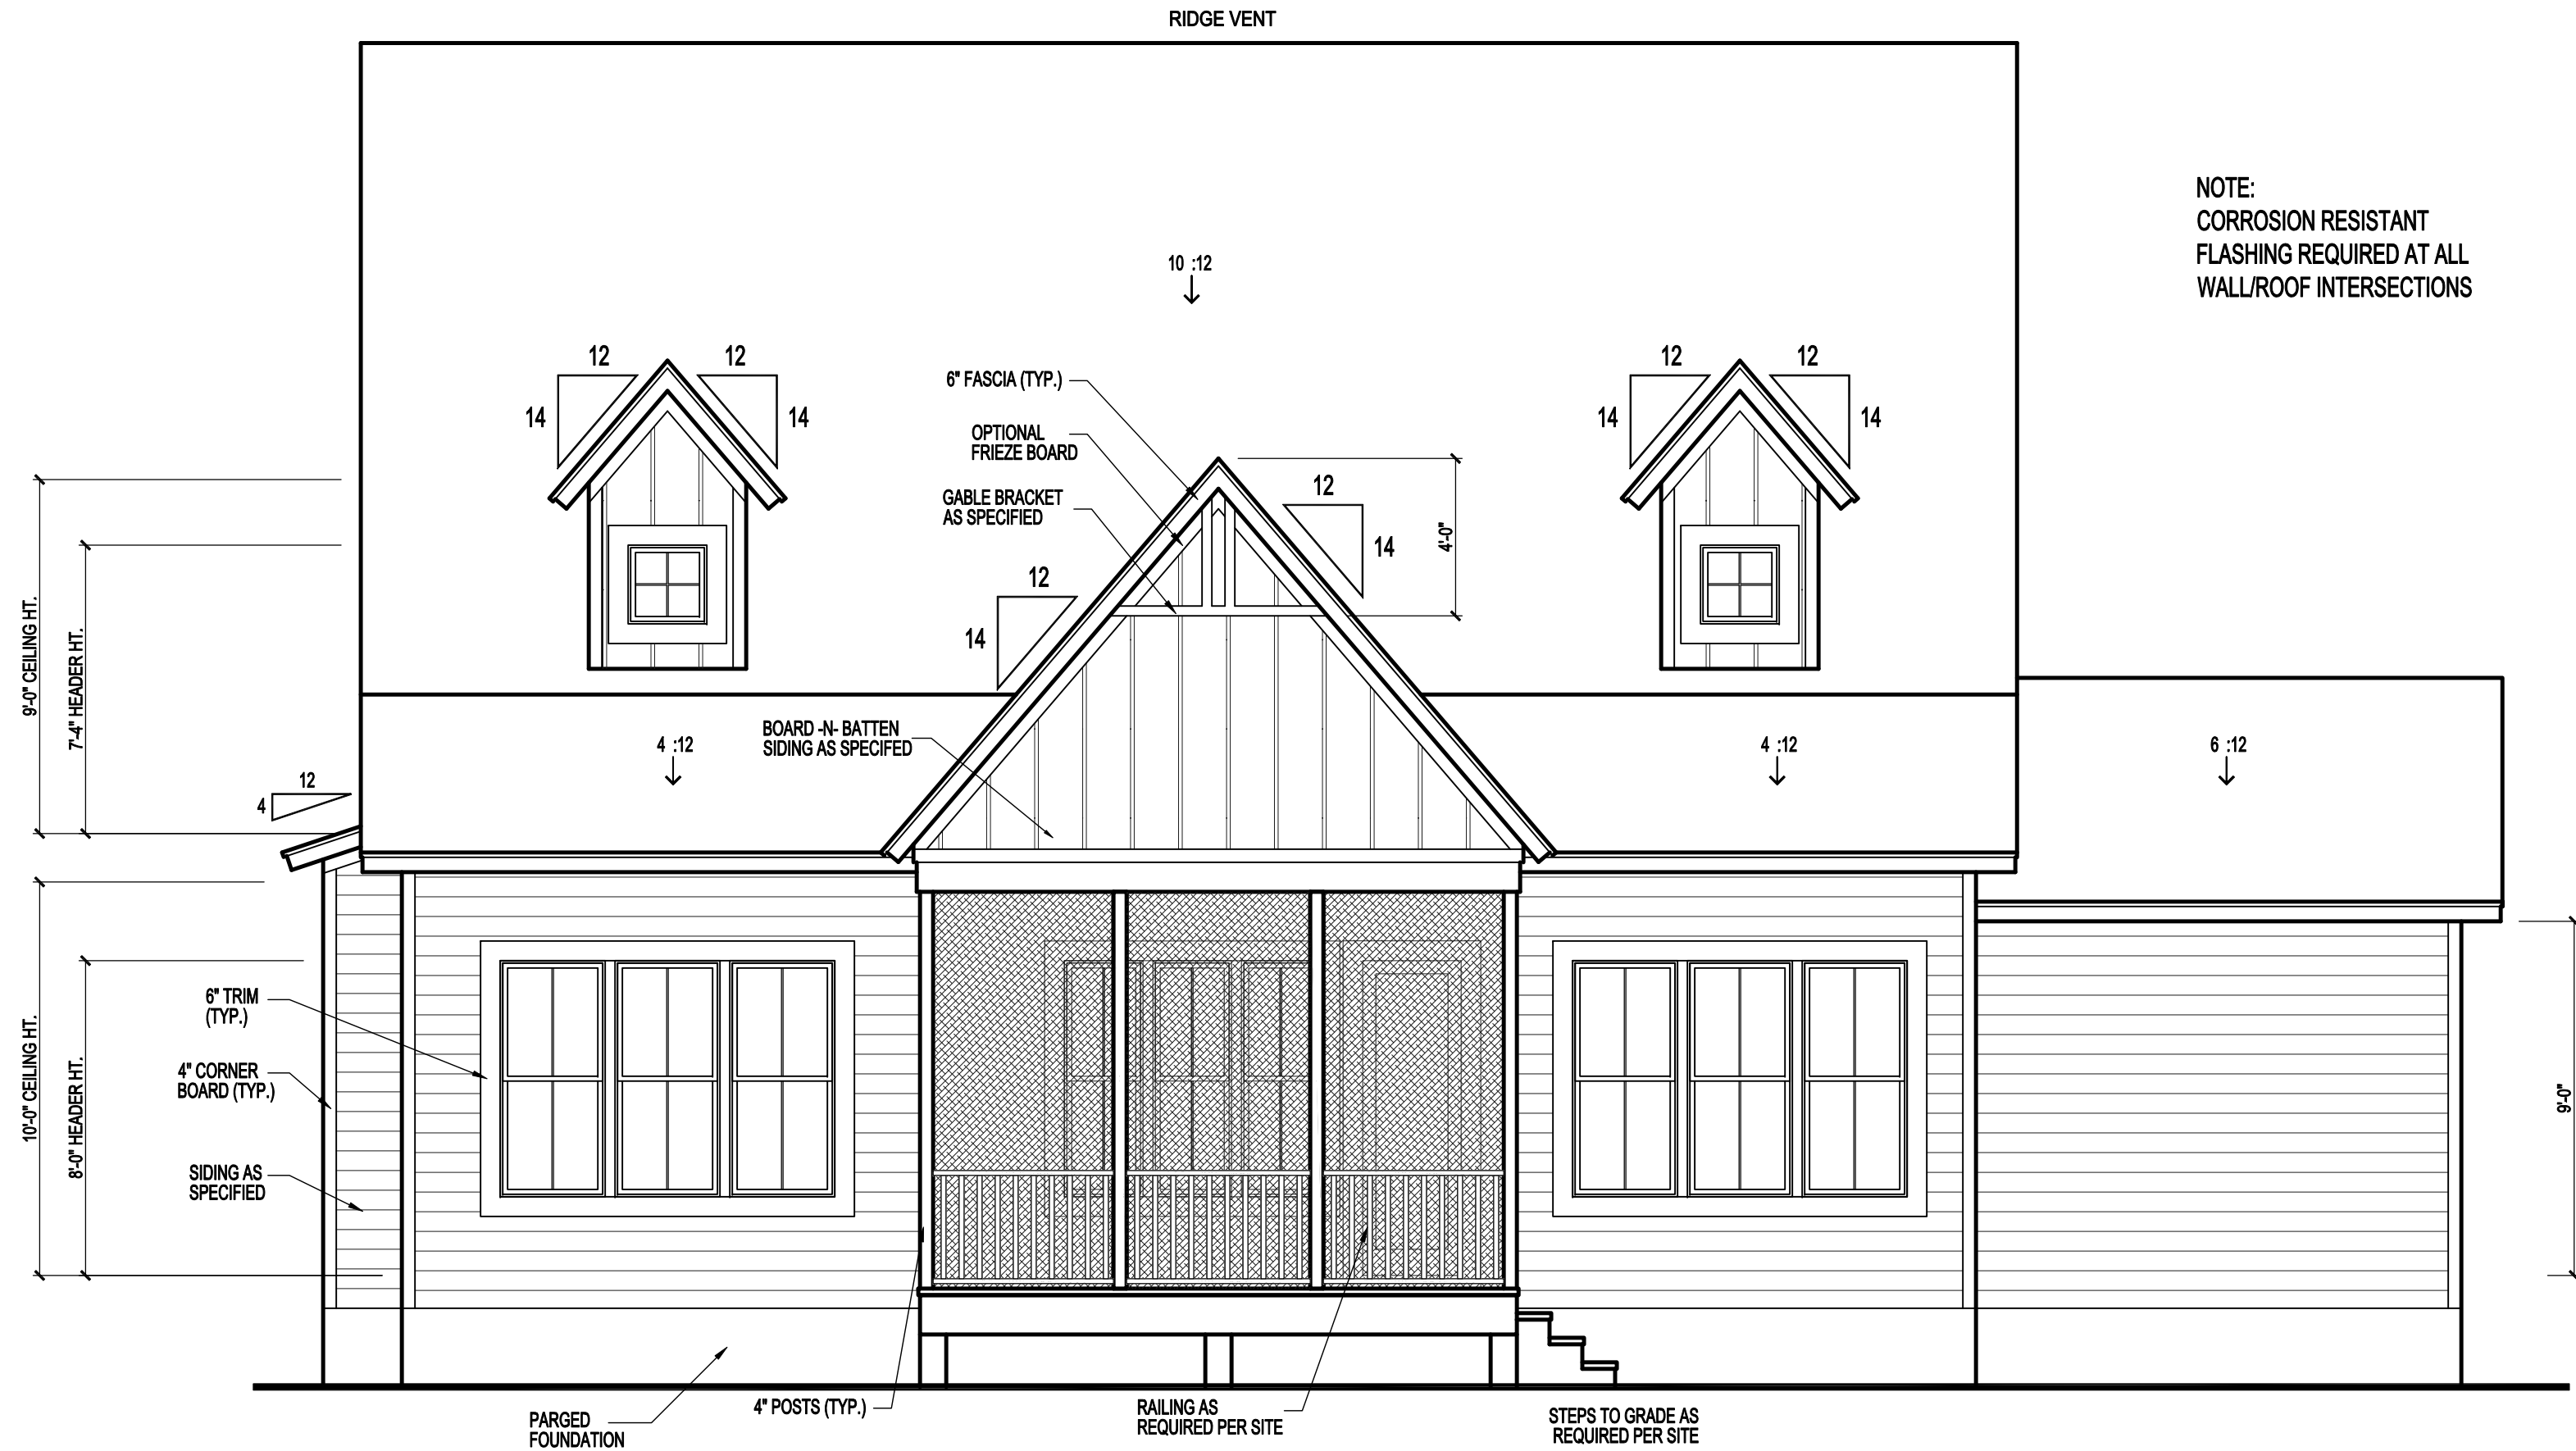 RIDGE VENT
NOTE:
CORROSION RESISTANT
FLASHING REQUIRED AT ALL
WALL/ROOF INTERSECTIONS
10 :12
12
12
14
14
12
12
14
14
6" FASCIA (TYP.)
OPTIONAL
FRIEZE BOARD
GABLE BRACKET
AS SPECIFIED
12
14
4'-0"
12
14
9'-0" CEILING HT.
7'-4" HEADER HT.
BOARD -N- BATTEN
SIDING AS SPECIFED
4 :12
4 :12
6 :12
12
4
10'-0" CEILING HT.
8'-0" HEADER HT.
6" TRIM
(TYP.)
4" CORNER
BOARD (TYP.)
SIDING AS
SPECIFIED
9'-0"
PARGED
FOUNDATION
4" POSTS (TYP.)
RAILING AS
REQUIRED PER SITE
STEPS TO GRADE AS
REQUIRED PER SITE